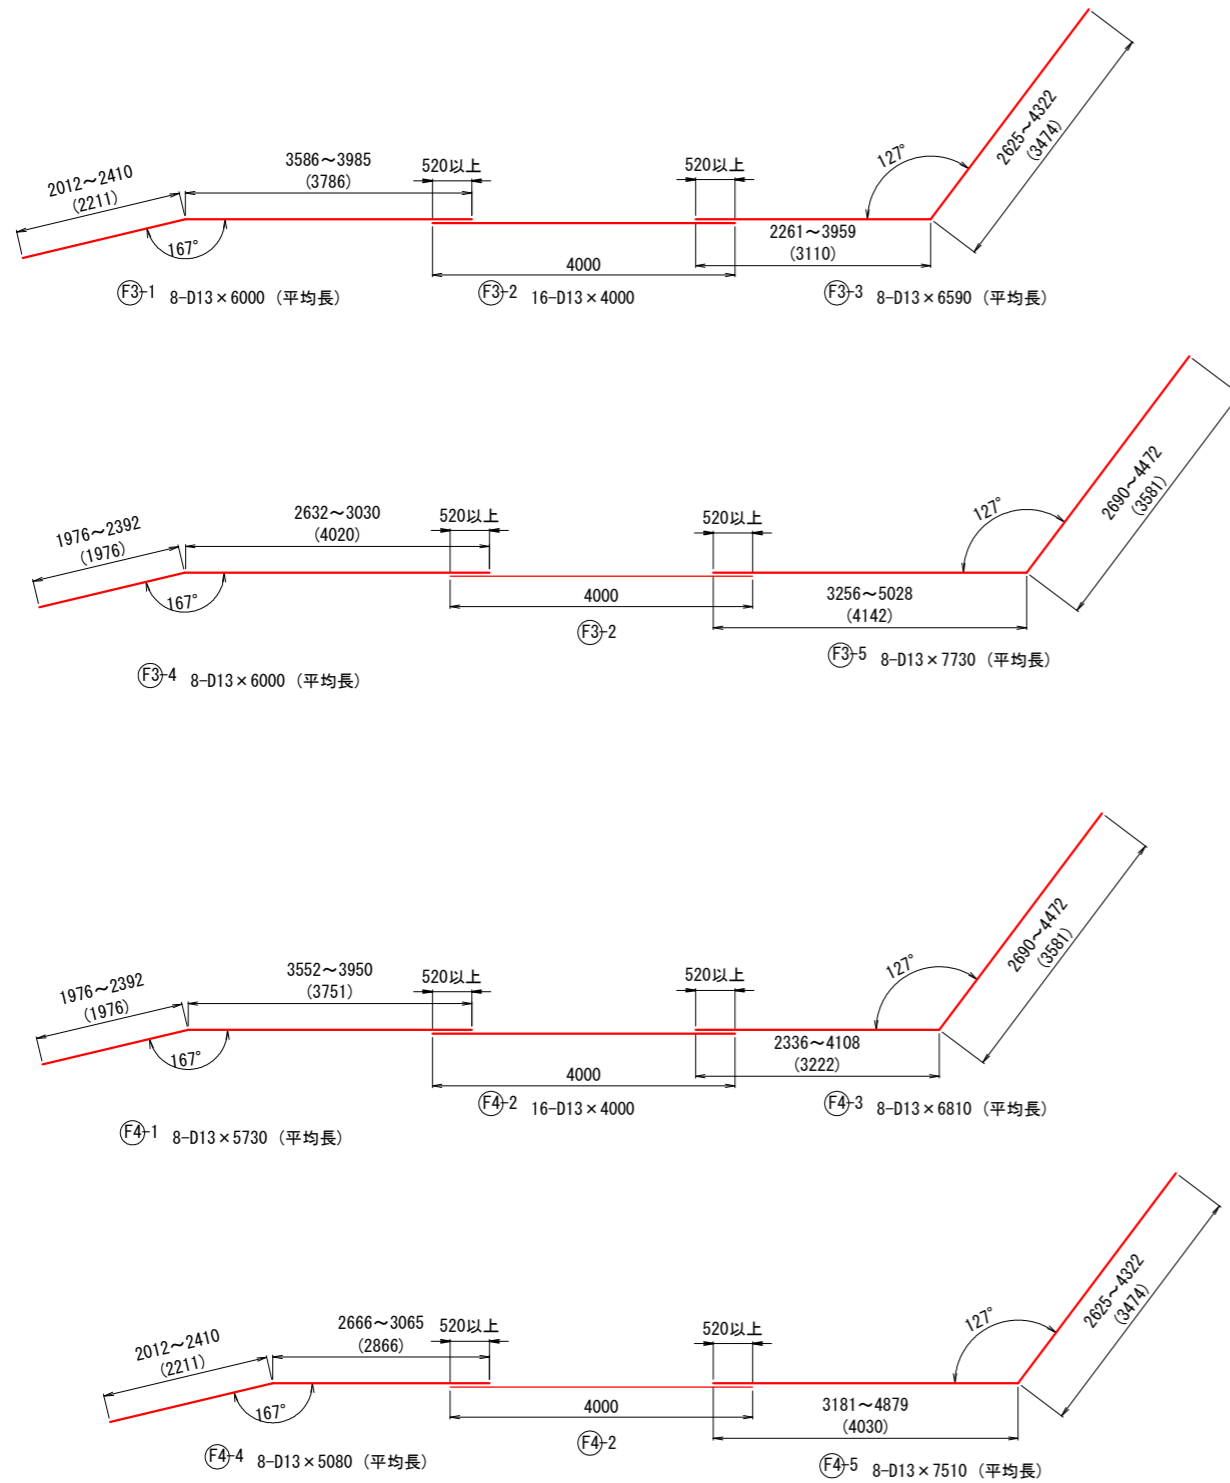 2012～2410
(2211)
3586～3985
(3786)
520以上
520以上
127°
2625～4322
(3474)
167°
4000
2261～3959
(3110)
F3-1 8-D13×6000 (平均長)
F3-2 16-D13×4000
F3-3 8-D13×6590 (平均長)
1976～2392
(1976)
2632～3030
(4020)
520以上
520以上
127°
2690～4472
(3581)
167°
4000
3256～5028
(4142)
F3-4 8-D13×6000 (平均長)
F3-2
F3-5 8-D13×7730 (平均長)
1976～2392
(1976)
3552～3950
(3751)
520以上
520以上
127°
2690～4472
(3581)
167°
4000
2336～4108
(3222)
F4-1 8-D13×5730 (平均長)
F4-2 16-D13×4000
F4-3 8-D13×6810 (平均長)
2012～2410
(2211)
2666～3065
(2866)
520以上
520以上
127°
2625～4322
(3474)
167°
4000
3181～4879
(4030)
F4-4 8-D13×5080 (平均長)
F4-2
F4-5 8-D13×7510 (平均長)